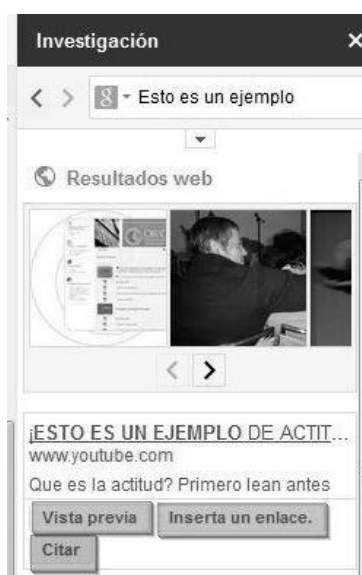 Investigación
Esto es un ejemplo
Resultados web
¡ESTO ES UN EJEMPLO DE ACTIT...
www.youtube.com
Que es la actitud? Primero lean antes
Vista previa Inserta un enlace.
Citar